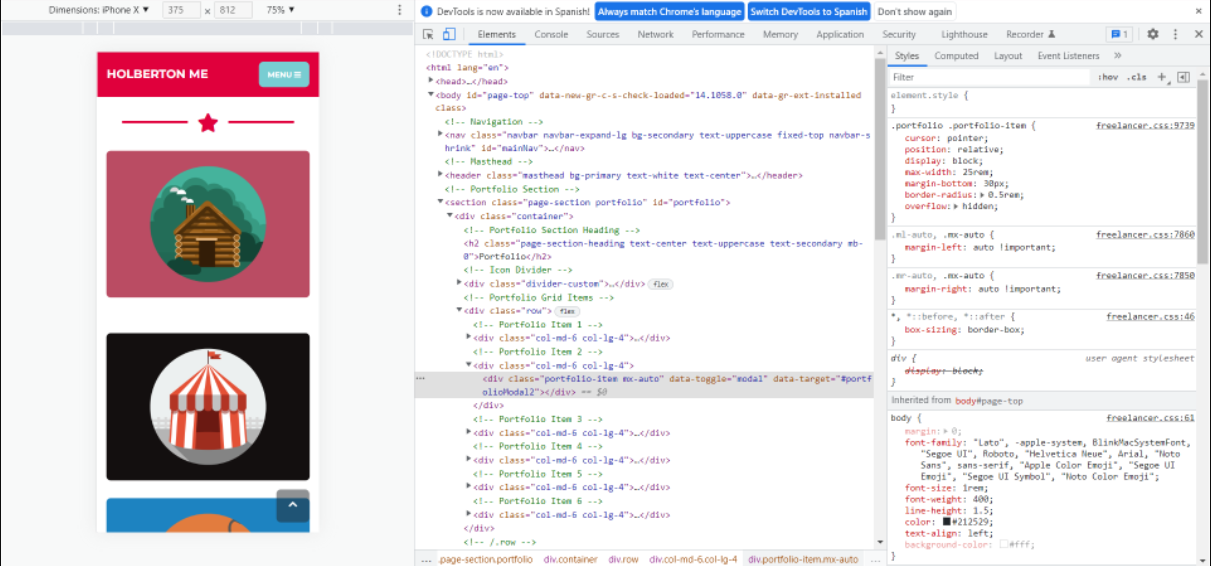 Dimensions: iPhone X ▼ 375 × 812 75% ▼
DevTools is now available in Spanish! Always match Chrome's language Switch DevTools to Spanish Don't show again
Elements Console Sources Network Performance Memory Application Security Lighthouse Recorder 1
HOLBERTON ME
MENU
<!DOCTYPE html>
<html lang="en">
<head>…</head>
<body id="page-top" data-new-gr-c-s-check-loaded="14.1058.0" data-gr-ext-installed
class>
<!-- Navigation -->
<nav class="navbar navbar-expand-lg bg-secondary text-uppercase fixed-top navbar-s
hrink" id="mainNav">…</nav>
<!-- Masthead -->
<header class="masthead bg-primary text-white text-center">…</header>
<!-- Portfolio Section -->
<section class="page-section portfolio" id="portfolio">
<div class="container">
<!-- Portfolio Section Heading -->
<h2 class="page-section-heading text-center text-uppercase text-secondary mb-
0">Portfolio</h2>
<!-- Icon Divider -->
<div class="divider-custom">…</div> flex
<!-- Portfolio Grid Items -->
<div class="row"> flex
<!-- Portfolio Item 1 -->
<div class="col-md-6 col-lg-4">…</div>
<!-- Portfolio Item 2 -->
<div class="col-md-6 col-lg-4">
<div class="portfolio-item mx-auto" data-toggle="modal" data-target="#portf
olioModal2"></div> == $0
</div>
<!-- Portfolio Item 3 -->
<div class="col-md-6 col-lg-4">…</div>
<!-- Portfolio Item 4 -->
<div class="col-md-6 col-lg-4">…</div>
<!-- Portfolio Item 5 -->
<div class="col-md-6 col-lg-4">…</div>
<!-- Portfolio Item 6 -->
<div class="col-md-6 col-lg-4">…</div>
</div>
<!-- /.row -->
... .page-section.portfolio div.container div.row div.col-md-6.col-lg-4 div.portfolio-item.mx-auto ...
Styles Computed Layout Event Listeners »
Filter :hov .cls +
element.style {
}
.portfolio .portfolio-item { freelancer.css:9739
cursor: pointer;
position: relative;
display: block;
max-width: 25rem;
margin-bottom: 30px;
border-radius: 0.5rem;
overflow: hidden;
}
.ml-auto, .mx-auto { freelancer.css:7860
margin-left: auto !important;
}
.mr-auto, .mx-auto { freelancer.css:7850
margin-right: auto !important;
}
*, *::before, *::after { freelancer.css:46
box-sizing: border-box;
}
div { user agent stylesheet
display: block;
}
Inherited from body#page-top
body { freelancer.css:61
margin: 0;
font-family: "Lato", -apple-system, BlinkMacSystemFont,
"Segoe UI", Roboto, "Helvetica Neue", Arial, "Noto
Sans", sans-serif, "Apple Color Emoji", "Segoe UI
Emoji", "Segoe UI Symbol", "Noto Color Emoji";
font-size: 1rem;
font-weight: 400;
line-height: 1.5;
color: #212529;
text-align: left;
background-color: #fff;
}